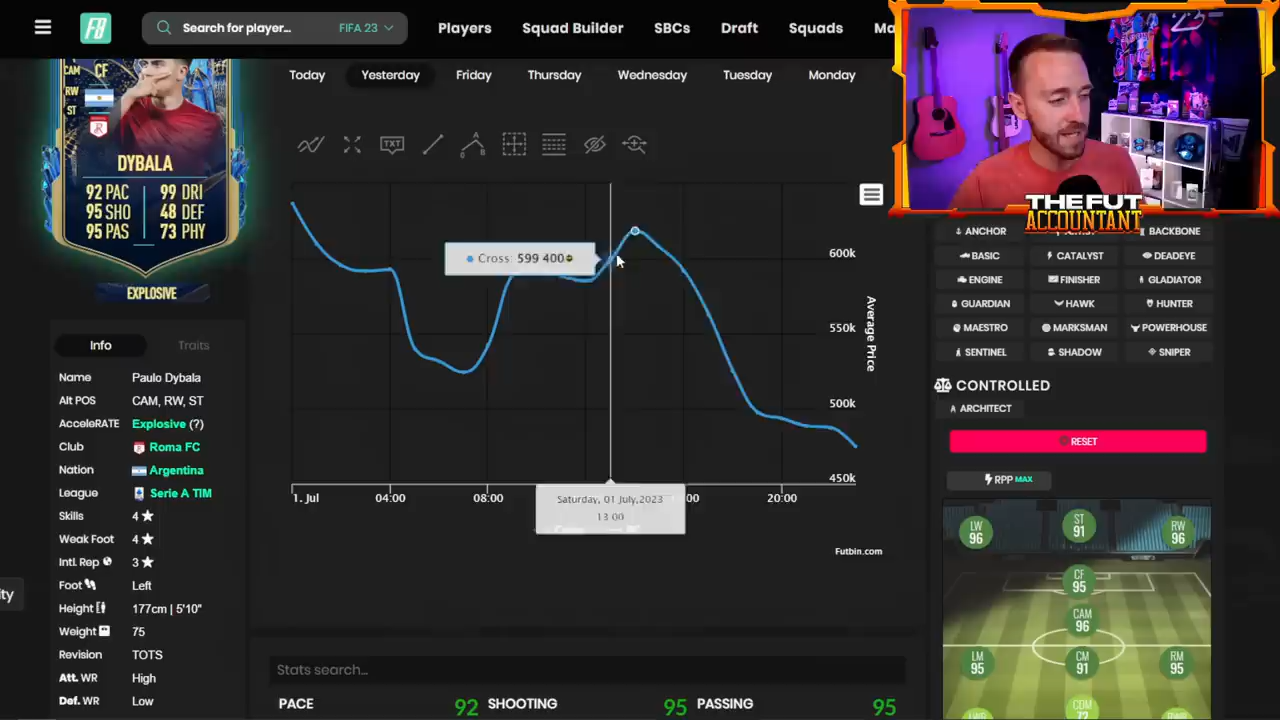 FB
Search for player...
FIFA 23
Players
Squad Builder
SBCs
Draft
Squads
Ma
CAM
CF
RW
ST
DYBALA
92 PAC 99 DRI
95 SHO 48 DEF
95 PAS 73 PHY
EXPLOSIVE
Today
Yesterday
Friday
Thursday
Wednesday
Tuesday
Monday
TXT
Cross: 599 400
600k
550k
500k
450k
Average Price
1. Jul
04:00
08:00
:00
20:00
Saturday, 01 July,2023
13:00
Futbin.com
Info
Traits
Name Paulo Dybala
Alt POS CAM, RW, ST
AcceleRATE Explosive (?)
Club Roma FC
Nation Argentina
League Serie A TIM
Skills 4★
Weak Foot 4★
Intl. Rep 3★
Foot Left
Height 177cm | 5'10"
Weight 75
Revision TOTS
Att. WR High
Def. WR Low
ity
Stats search...
PACE 92
SHOOTING 95
PASSING 95
THE FUT
ACCOUNTANT
ANCHOR
BACKBONE
BASIC
CATALYST
DEADEYE
ENGINE
FINISHER
GLADIATOR
GUARDIAN
HAWK
HUNTER
MAESTRO
MARKSMAN
POWERHOUSE
SENTINEL
SHADOW
SNIPER
CONTROLLED
ARCHITECT
RESET
RPP MAX
LW
96
ST
91
RW
96
CF
95
CAM
96
LM
95
CM
91
RM
95
CDM
72